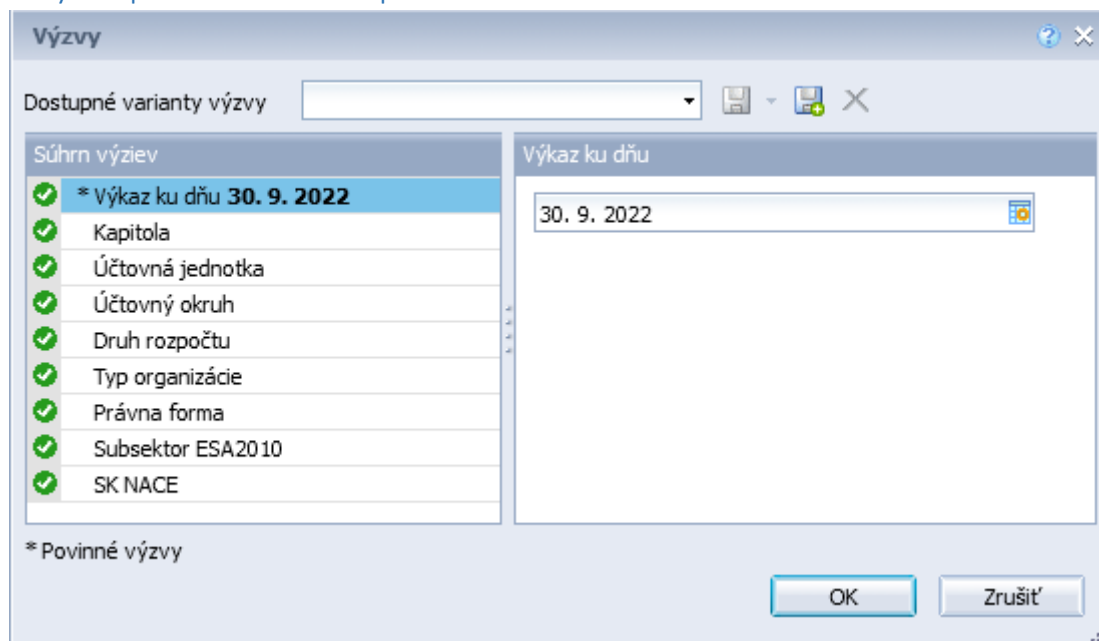 Výzvy
Dostupné varianty výzvy
Súhrn výziev
Výkaz ku dňu
* Výkaz ku dňu 30. 9. 2022
30. 9. 2022
Kapitola
Účtovná jednotka
Účtovný okruh
Druh rozpočtu
Typ organizácie
Právna forma
Subsektor ESA2010
SK NACE
* Povinné výzvy
OK
Zrušiť